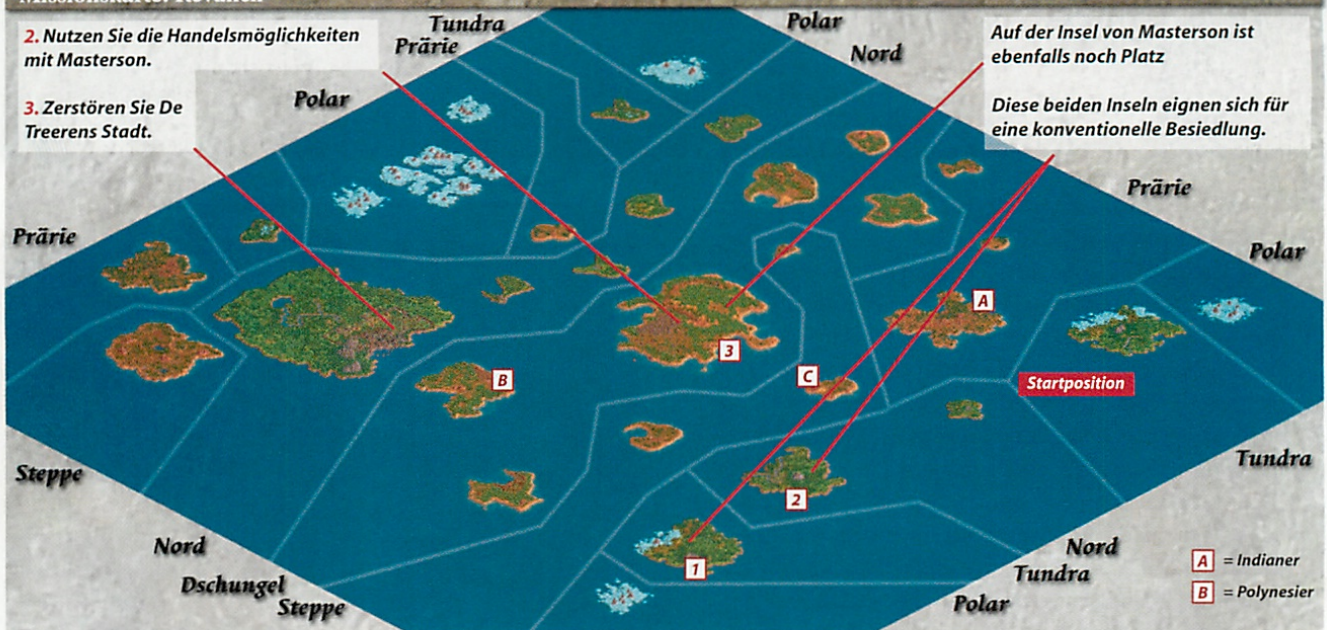 2. Nutzen Sie die Handelsmöglichkeiten
mit Masterson.
3. Zerstören Sie De
Treerens Stadt.
Auf der Insel von Masterson ist
ebenfalls noch Platz
Diese beiden Inseln eignen sich für
eine konventionelle Besiedlung.
Tundra
Prärie
Polar
Prärie
Polar
Nord
Prärie
Polar
A
3
C
B
Startposition
2
1
Steppe
Nord
Dschungel
Steppe
Tundra
Nord
Tundra
Polar
A = Indianer
B = Polynesier